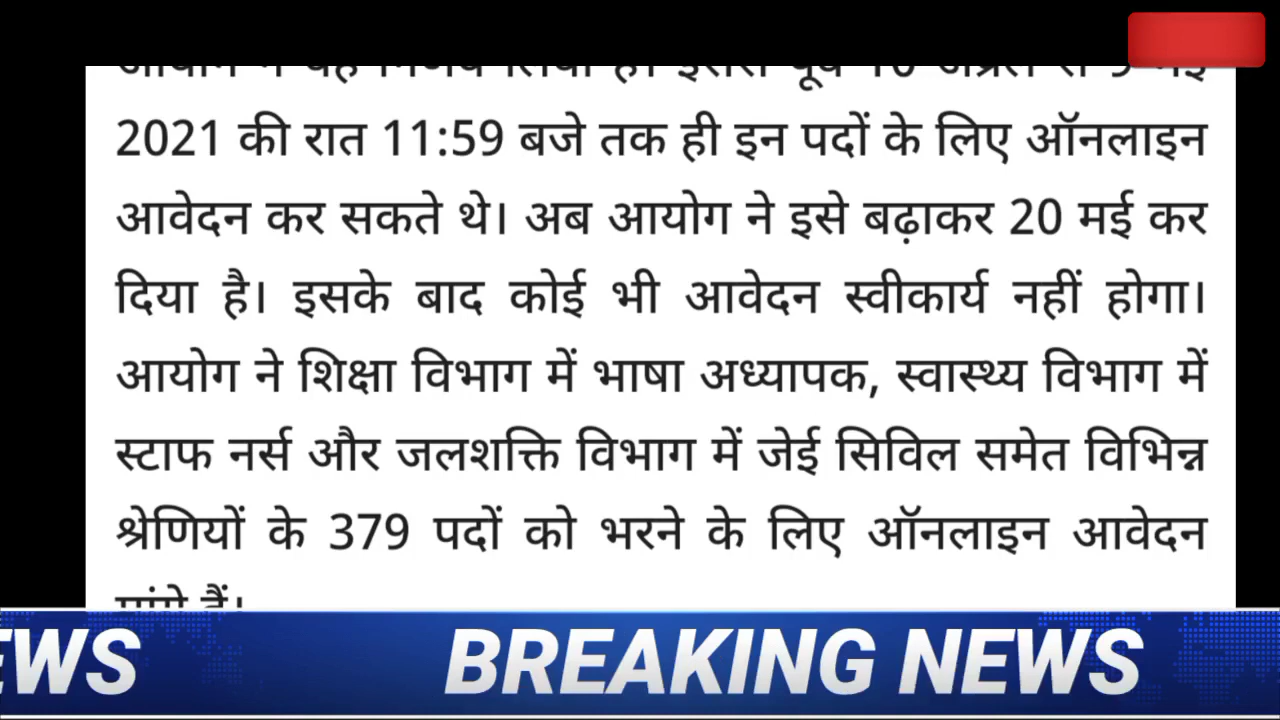 2021 की रात 11:59 बजे तक ही इन पदों के लिए ऑनलाइन
आवेदन कर सकते थे। अब आयोग ने इसे बढ़ाकर 20 मई कर
दिया है। इसके बाद कोई भी आवेदन स्वीकार्य नहीं होगा।
आयोग ने शिक्षा विभाग में भाषा अध्यापक, स्वास्थ्य विभाग में
स्टाफ नर्स और जलशक्ति विभाग में जेई सिविल समेत विभिन्न
श्रेणियों के 379 पदों को भरने के लिए ऑनलाइन आवेदन
EWS BREAKING NEWS